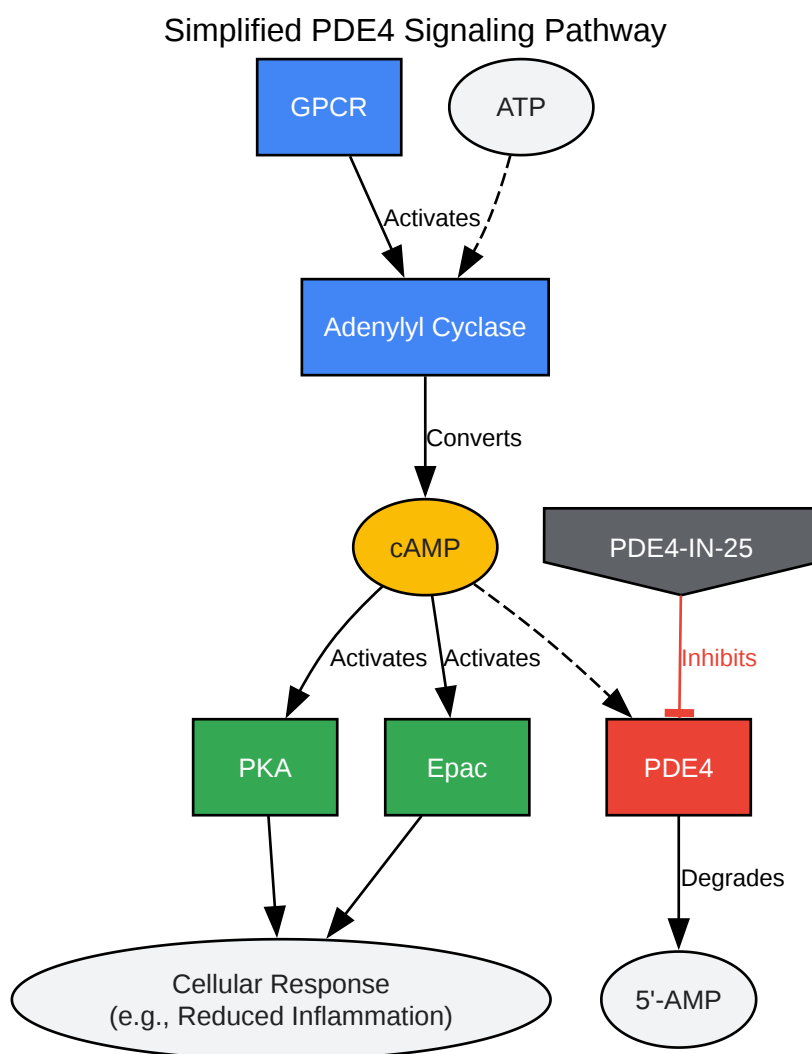 Simplified PDE4 Signaling Pathway
GPCR
ATP
Activates
Adenylyl Cyclase
Converts
cAMP
PDE4-IN-25
Activates
Activates
Inhibits
PKA
Epac
PDE4
Degrades
Cellular Response
(e.g., Reduced Inflammation)
5'-AMP